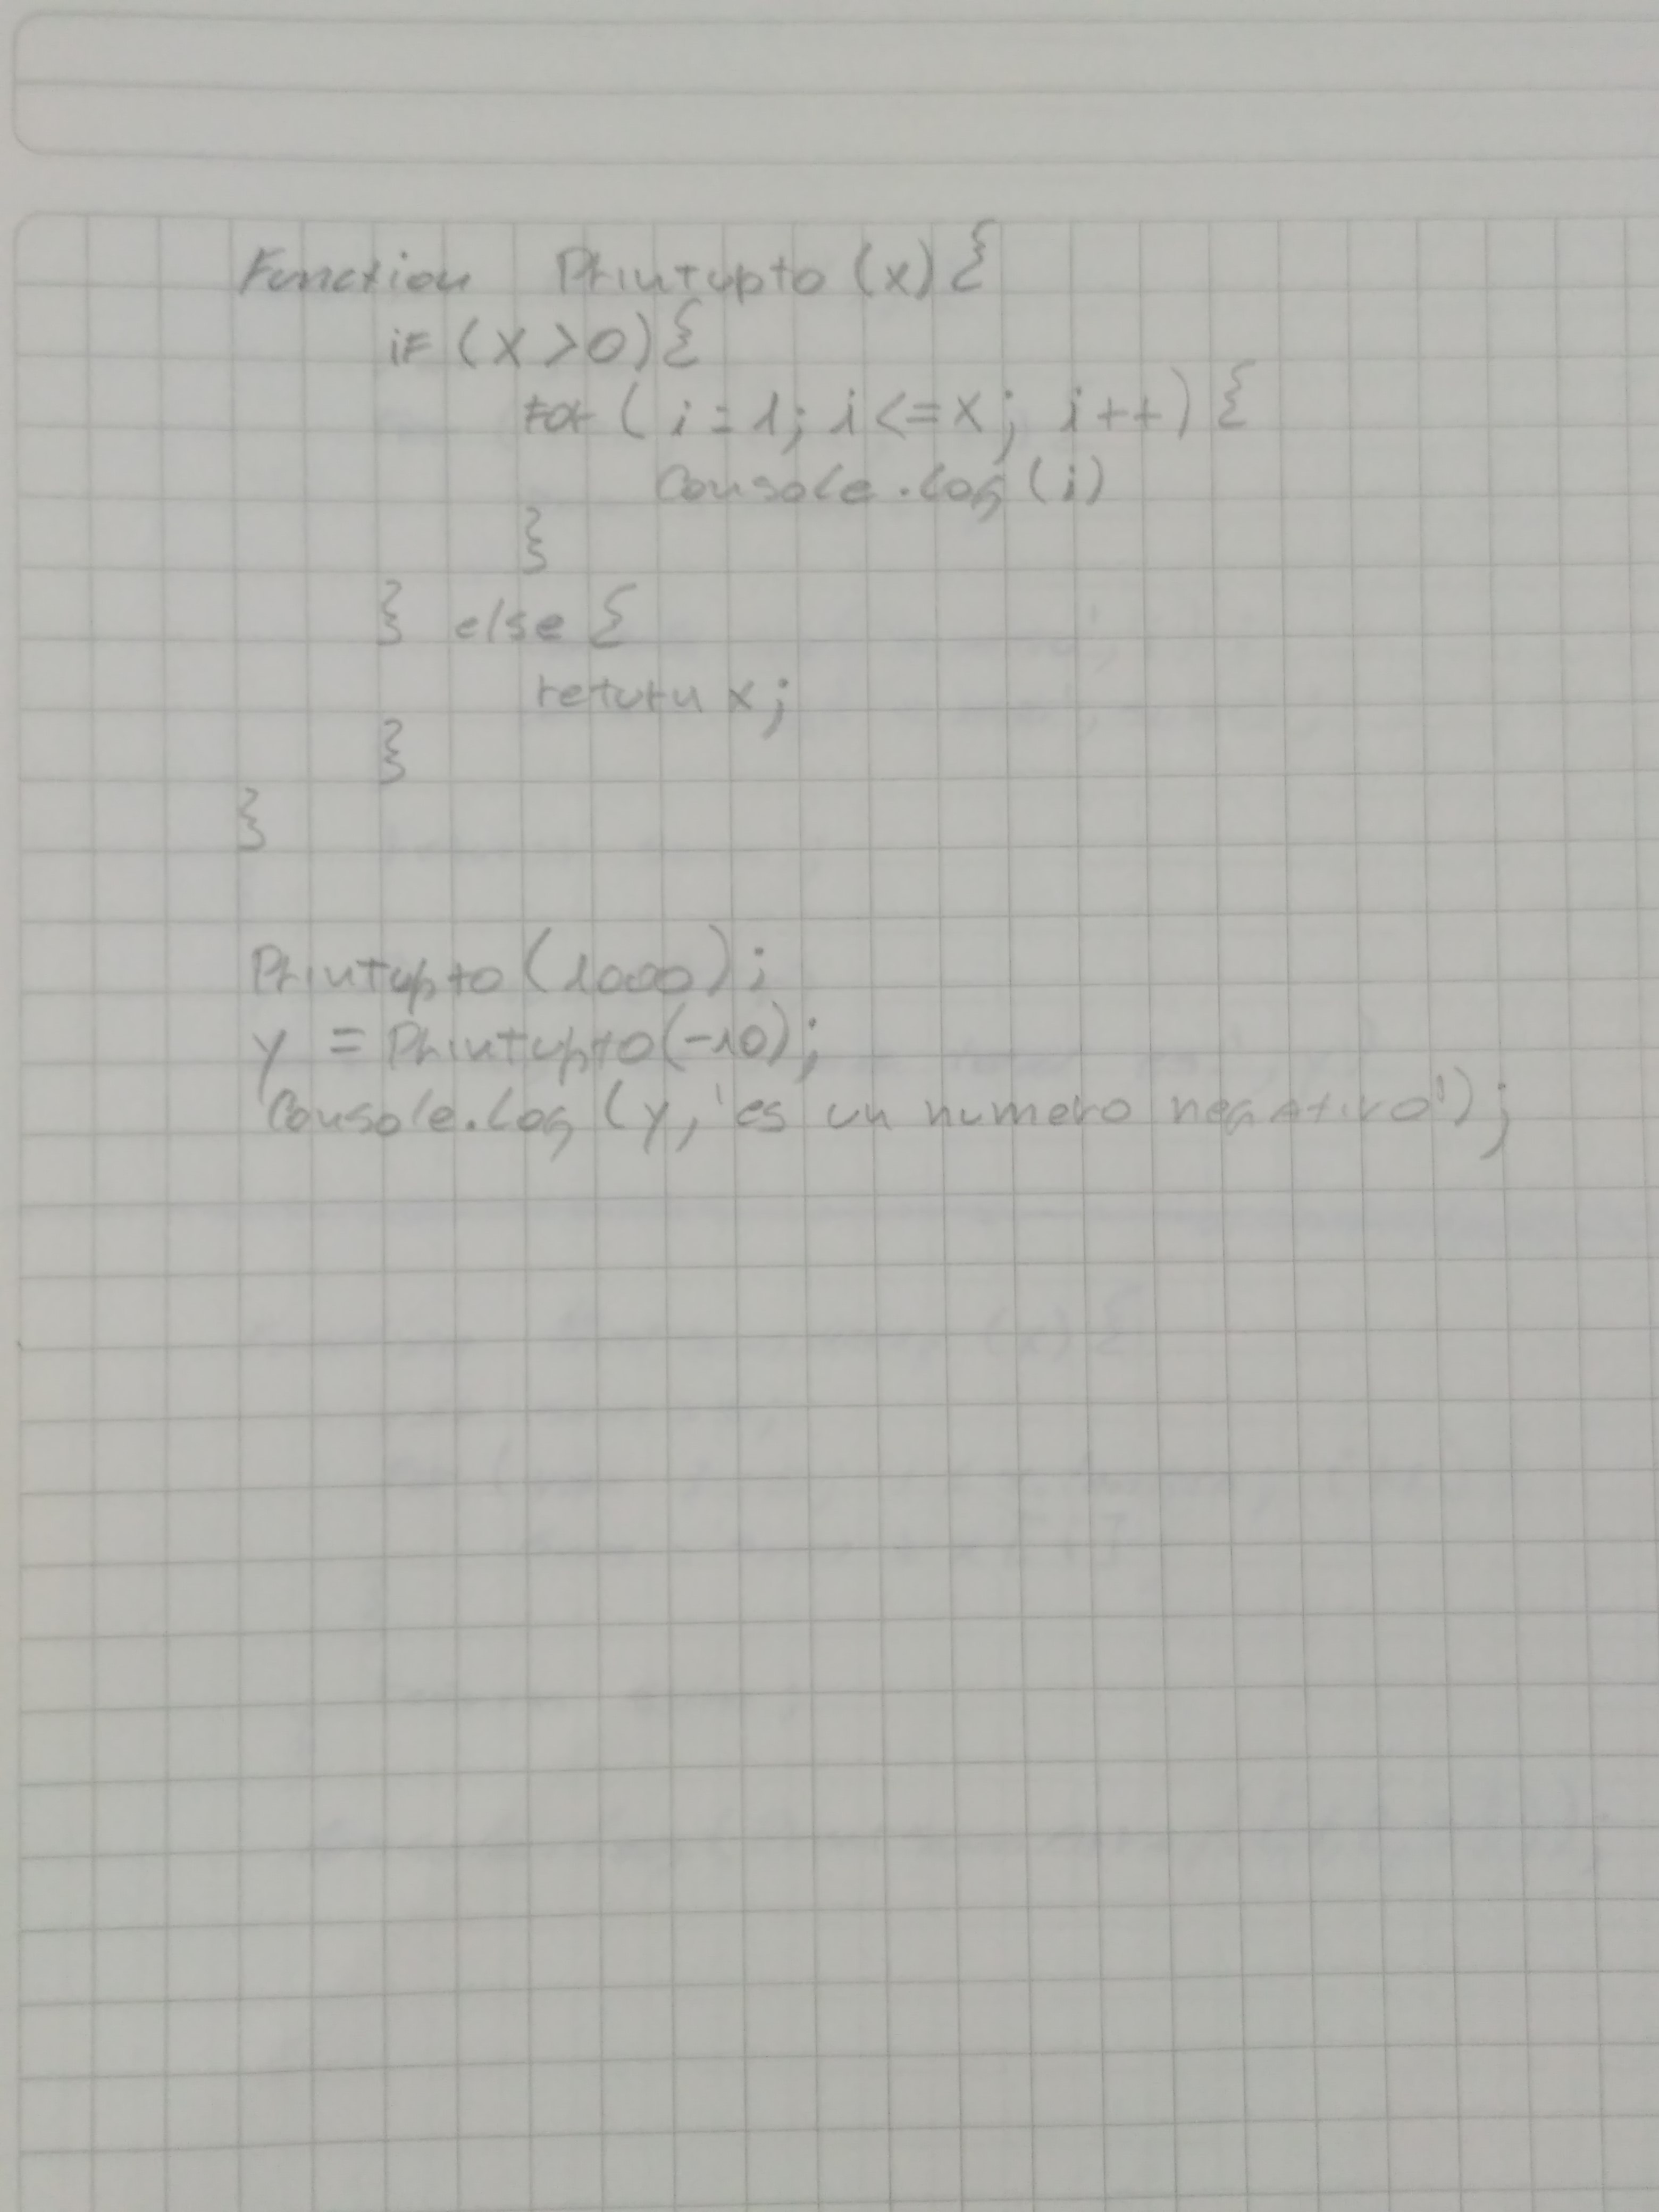 Function Printupto (x) {
if (x > 0) {
for ( i = 1; i <= x; i ++) {
Console.log (i)
}
} else {
return x;
}
}
Printupto (1000);
y = Printupto(-10);
Console.Log (y, 'es un numero negativo');